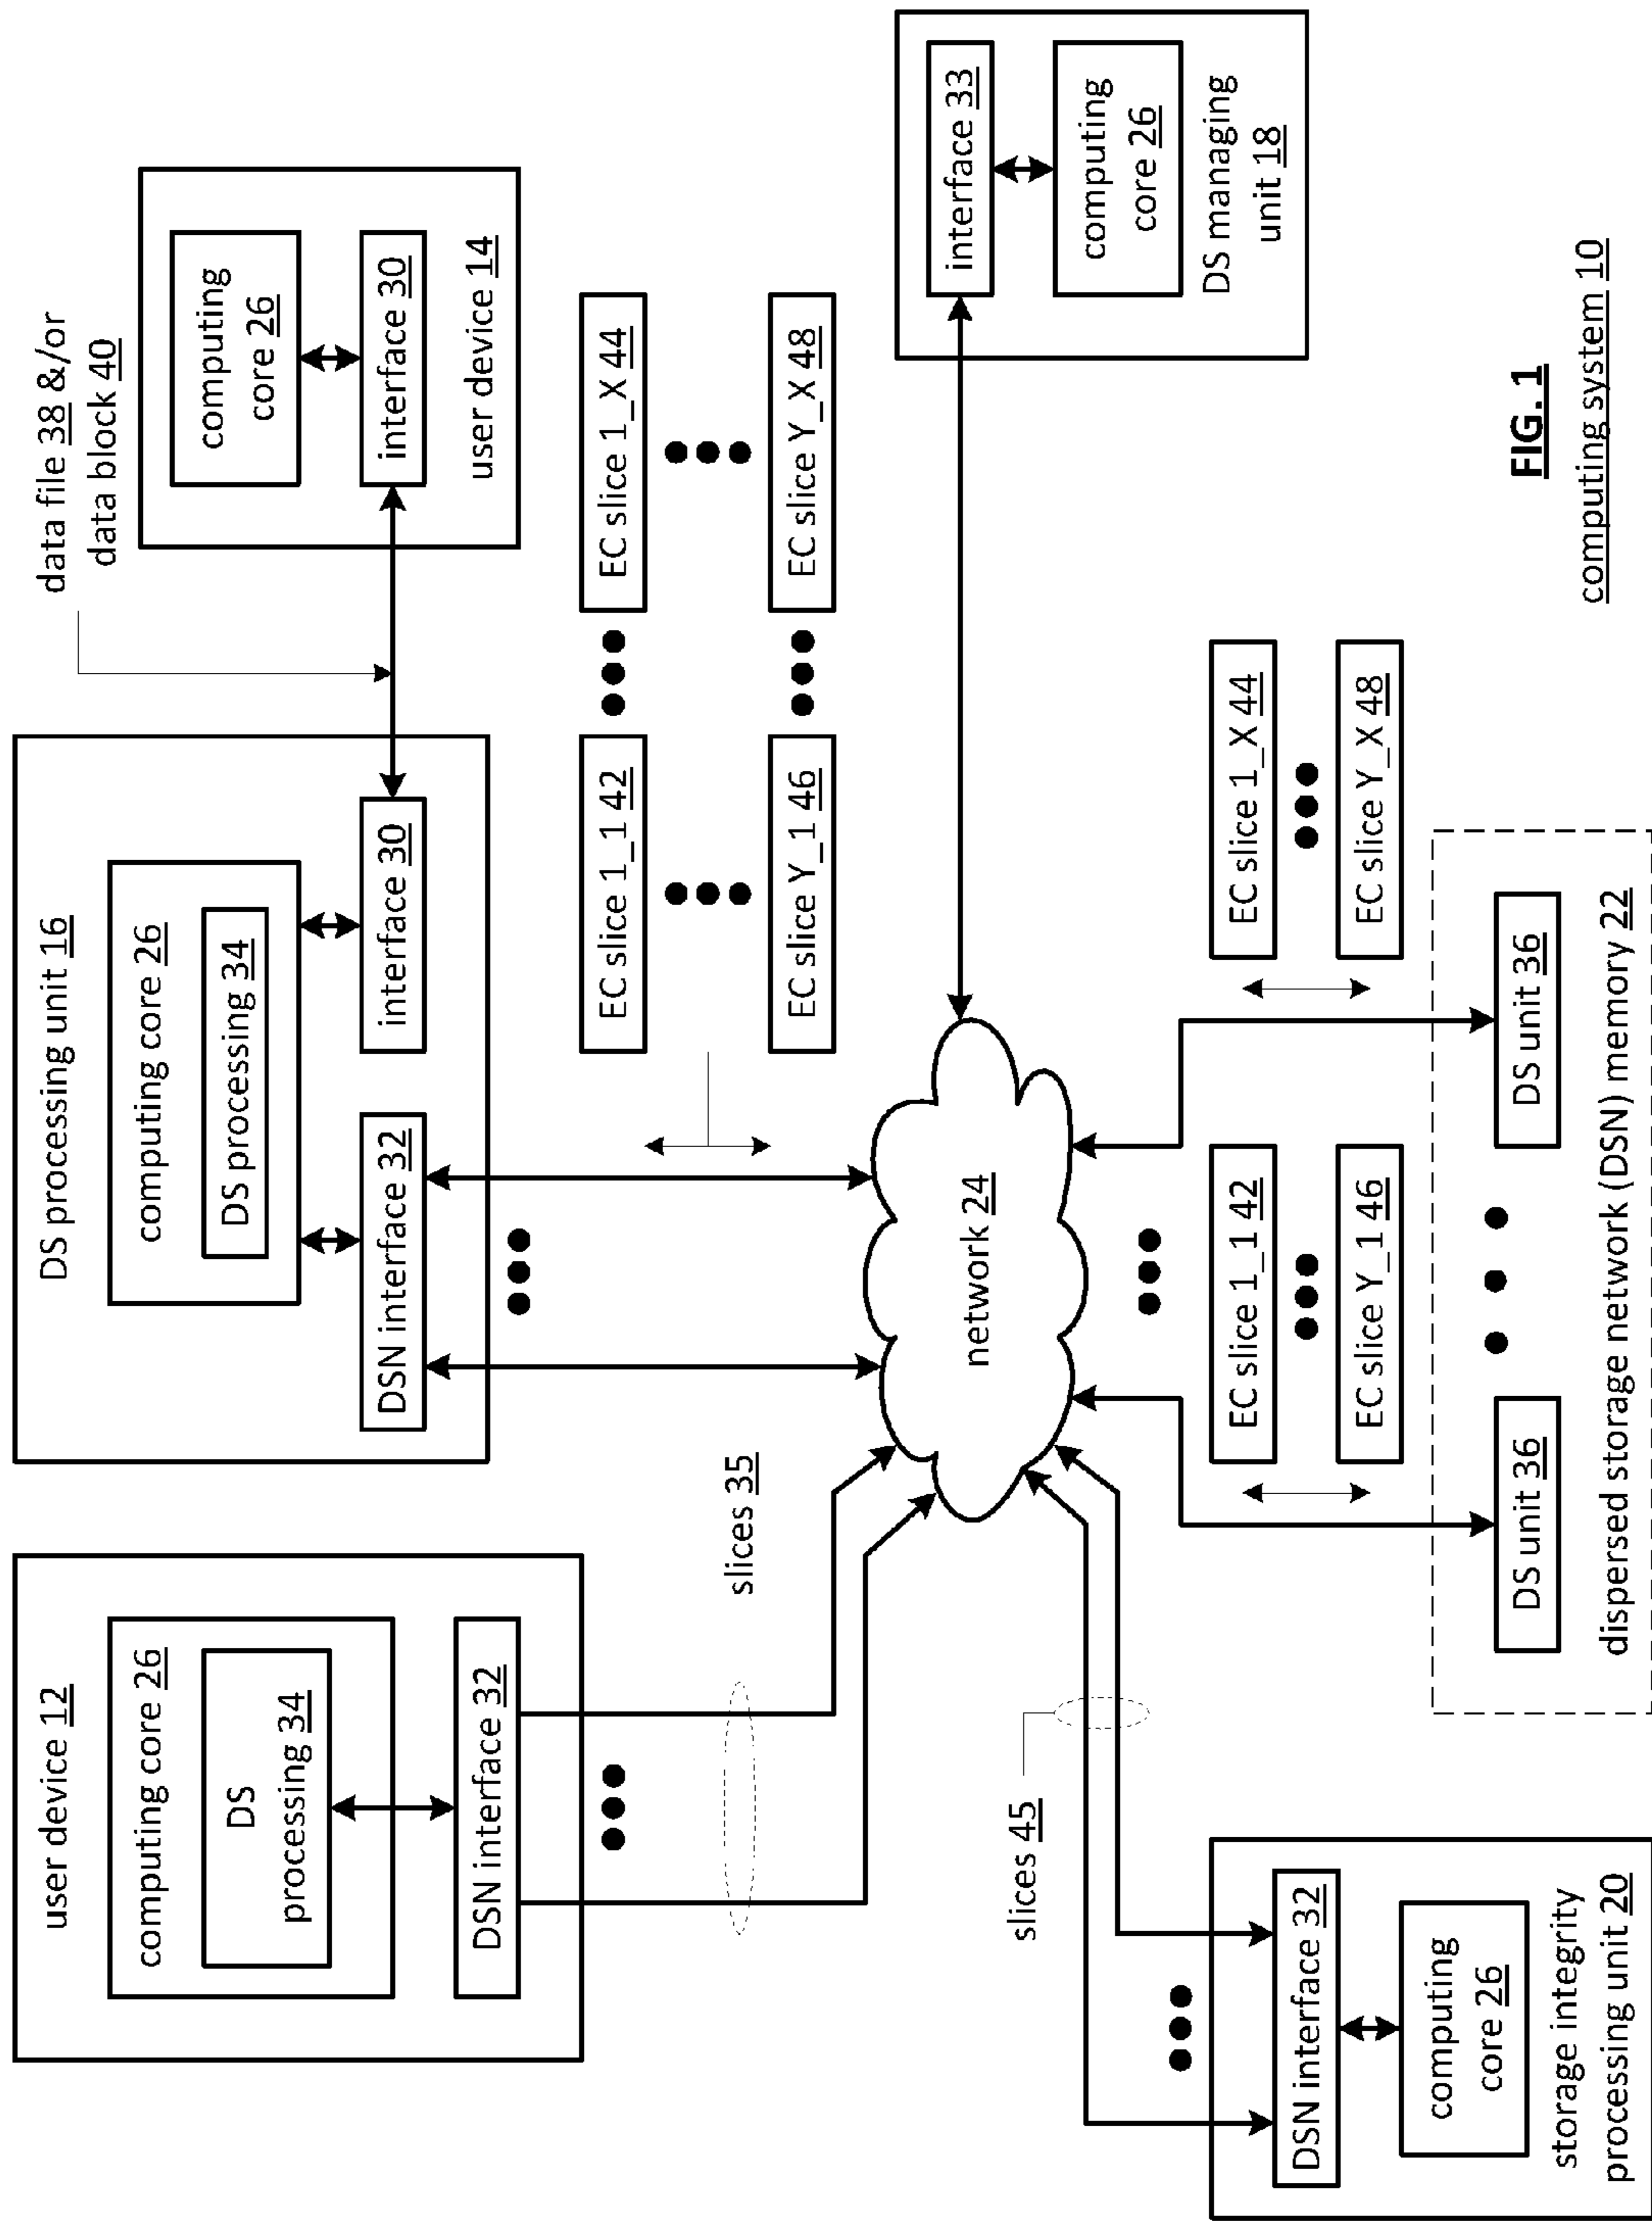 user device 12
computing core 26
DS
processing 34
DSN interface 32
DS processing unit 16
computing core 26
DS processing 34
DSN interface 32
interface 30
data file 38 &/or
data block 40
computing
core 26
interface 30
user device 14
slices 35
EC slice 1_1 42
EC slice 1_X 44
EC slice Y_1 46
EC slice Y_X 48
network 24
interface 33
computing
core 26
DS managing
unit 18
slices 45
DSN interface 32
computing
core 26
storage integrity
processing unit 20
EC slice 1_1 42
EC slice Y_1 46
EC slice 1_X 44
EC slice Y_X 48
DS unit 36
DS unit 36
dispersed storage network (DSN) memory 22
FIG. 1
computing system 10